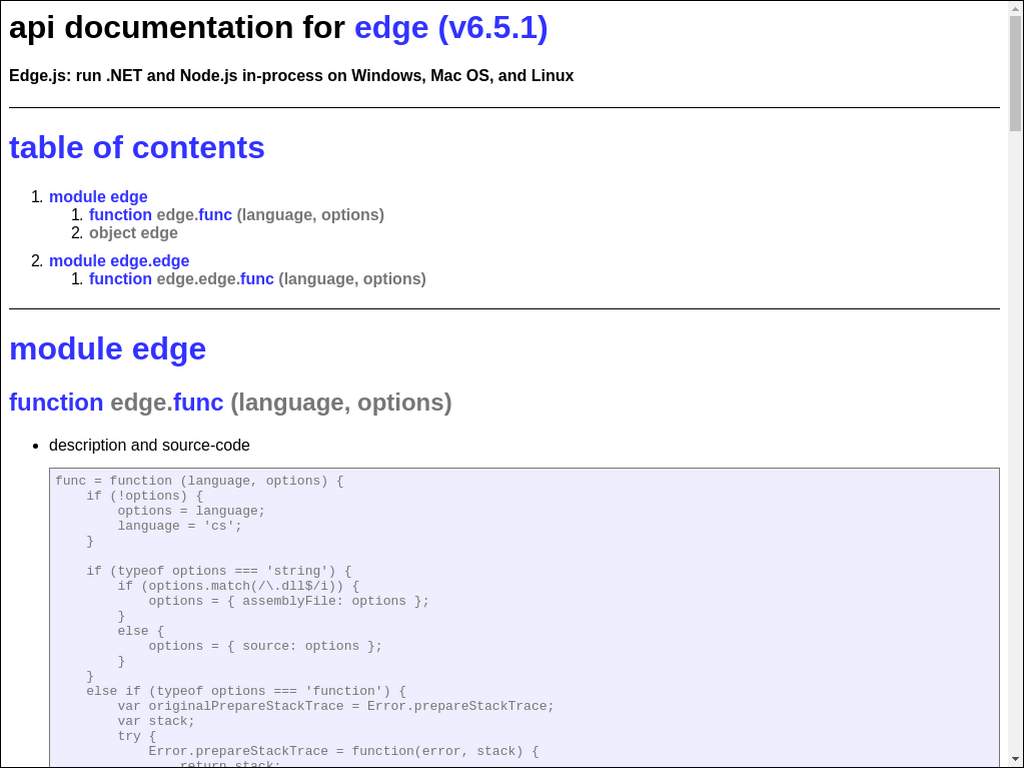 api documentation for edge (v6.5.1)
Edge.js: run .NET and Node.js in-process on Windows, Mac OS, and Linux
table of contents
1. module edge
1. function edge.func (language, options)
2. object edge
2. module edge.edge
1. function edge.edge.func (language, options)
module edge
function edge.func (language, options)
• description and source-code
func = function (language, options) {
    if (!options) {
        options = language;
        language = 'cs';
    }
    if (typeof options === 'string') {
        if (options.match(/\.dll$/i)) {
            options = { assemblyFile: options };
        }
        else {
            options = { source: options };
        }
    }
    else if (typeof options === 'function') {
        var originalPrepareStackTrace = Error.prepareStackTrace;
        var stack;
        try {
            Error.prepareStackTrace = function(error, stack) {
                return stack;